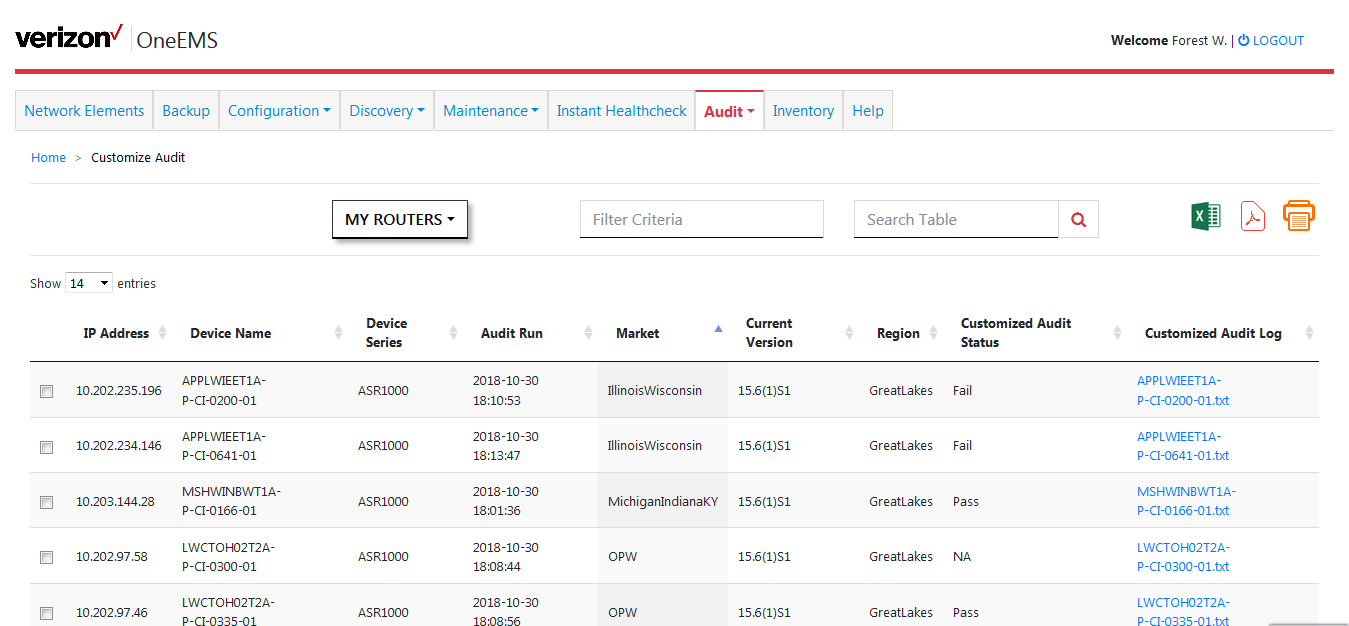 verizon OneEMS
Welcome Forest W. | LOGOUT
Network Elements Backup Configuration Discovery Maintenance Instant Healthcheck Audit Inventory Help
Home > Customize Audit
MY ROUTERS Filter Criteria Search Table
Show 14 entries
IP Address Device Name Device Series Audit Run Market Current Version Region Customized Audit Status Customized Audit Log
10.202.235.196 APPLWIEET1A-P-CI-0200-01 ASR1000 2018-10-30 18:10:53 IllinoisWisconsin 15.6(1)S1 GreatLakes Fail APPLWIEET1A-P-CI-0200-01.txt
10.202.234.146 APPLWIEET1A-P-CI-0641-01 ASR1000 2018-10-30 18:13:47 IllinoisWisconsin 15.6(1)S1 GreatLakes Fail APPLWIEET1A-P-CI-0641-01.txt
10.203.144.28 MSHWINBWT1A-P-CI-0166-01 ASR1000 2018-10-30 18:01:36 MichiganIndianaKY 15.6(1)S1 GreatLakes Pass MSHWINBWT1A-P-CI-0166-01.txt
10.202.97.58 LWCTOH02T2A-P-CI-0300-01 ASR1000 2018-10-30 18:08:44 OPW 15.6(1)S1 GreatLakes NA LWCTOH02T2A-P-CI-0300-01.txt
10.202.97.46 LWCTOH02T2A-P-CI-0335-01 ASR1000 2018-10-30 18:08:56 OPW 15.6(1)S1 GreatLakes Pass LWCTOH02T2A-P-CI-0335-01.txt